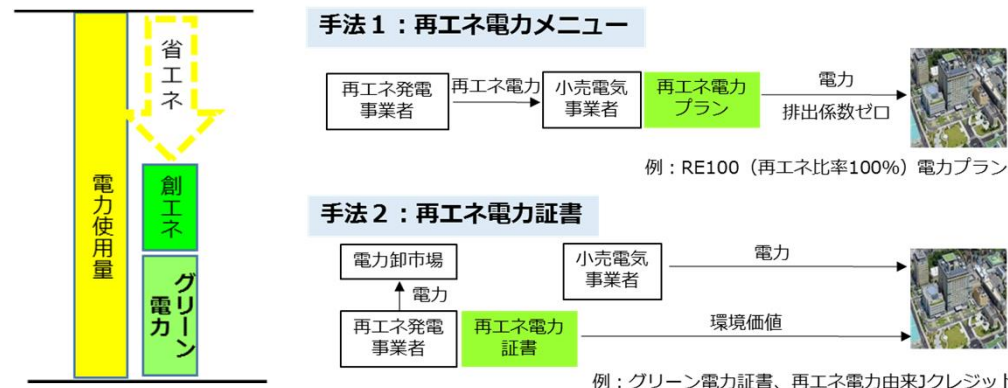 電力使用量
省エネ
創エネ
グリーン
電力
手法１：再エネ電力メニュー
再エネ発電
事業者
再エネ電力
小売電気
事業者
再エネ電力
プラン
電力
排出係数ゼロ
例：RE100（再エネ比率100%）電力プラン
手法２：再エネ電力証書
電力卸市場
電力
再エネ発電
事業者
再エネ電力
証書
小売電気
事業者
電力
環境価値
例：グリーン電力証書、再エネ電力由来Jクレジット